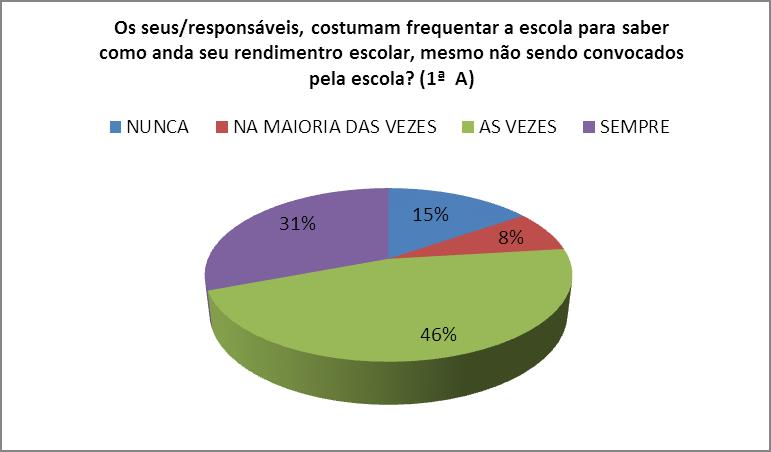 Os seus/responsáveis, costumam frequentar a escola para saber
como anda seu rendimentro escolar, mesmo não sendo convocados
pela escola? (1ª A)
NUNCA NA MAIORIA DAS VEZES AS VEZES SEMPRE
31% 15%
8%
46%